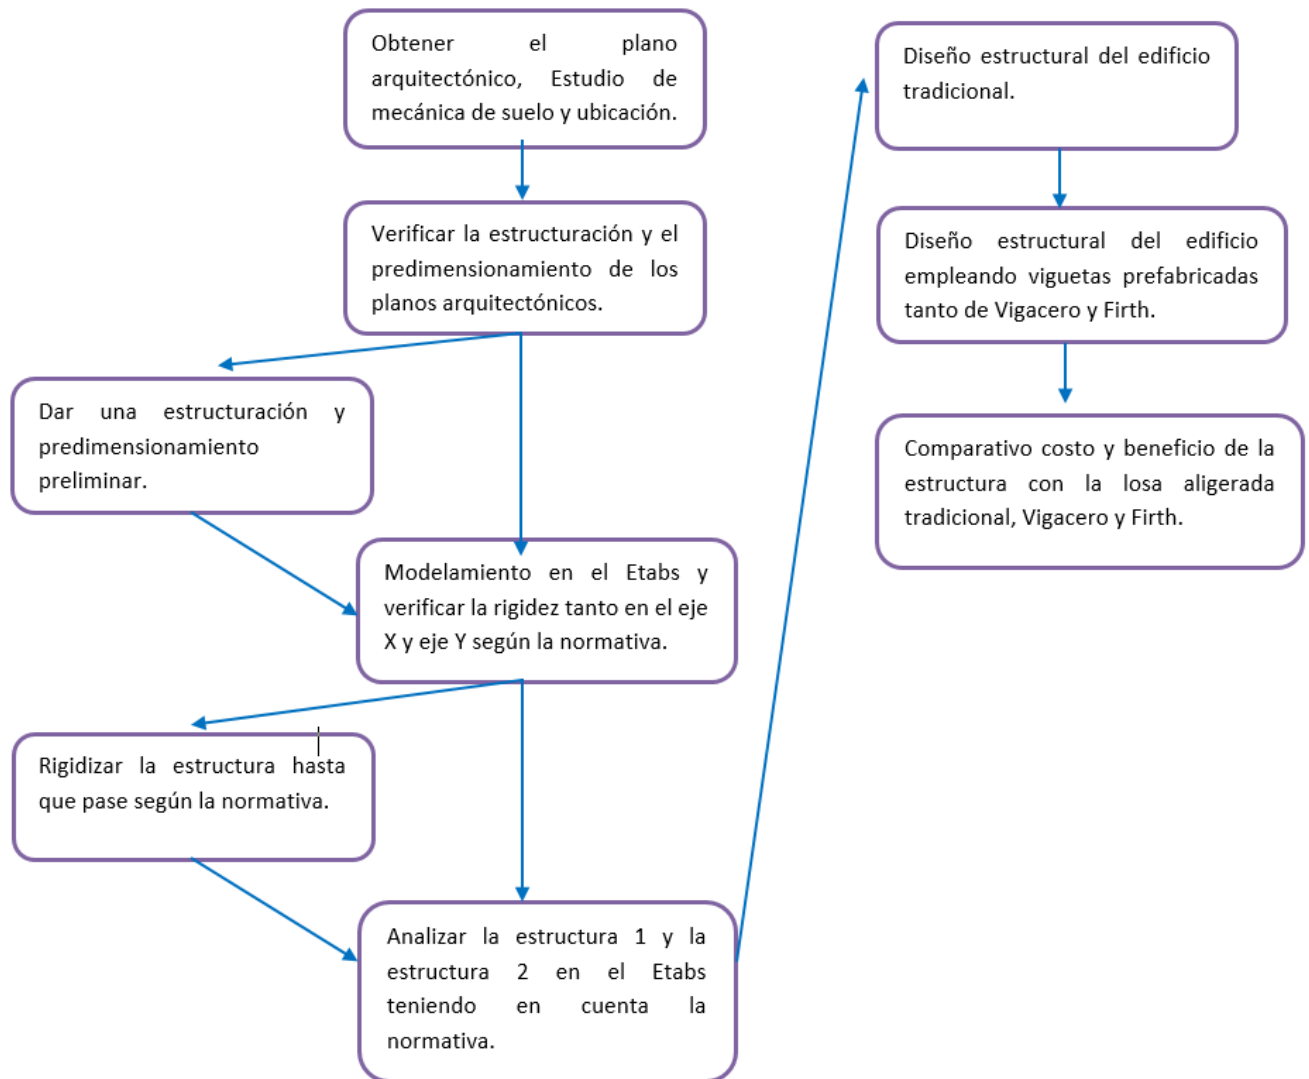 Obtener el plano
arquitectónico, Estudio de
mecánica de suelo y ubicación.
Verificar la estructuración y el
predimensionamiento de los
planos arquitectónicos.
Dar una estructuración y
predimensionamiento
preliminar.
Modelamiento en el Etabs y
verificar la rigidez tanto en el eje
X y eje Y según la normativa.
Rigidizar la estructura hasta
que pase según la normativa.
Analizar la estructura 1 y la
estructura 2 en el Etabs
teniendo en cuenta la
normativa.
Diseño estructural del edificio
tradicional.
Diseño estructural del edificio
empleando viguetas prefabricadas
tanto de Vigacero y Firth.
Comparativo costo y beneficio de la
estructura con la losa aligerada
tradicional, Vigacero y Firth.